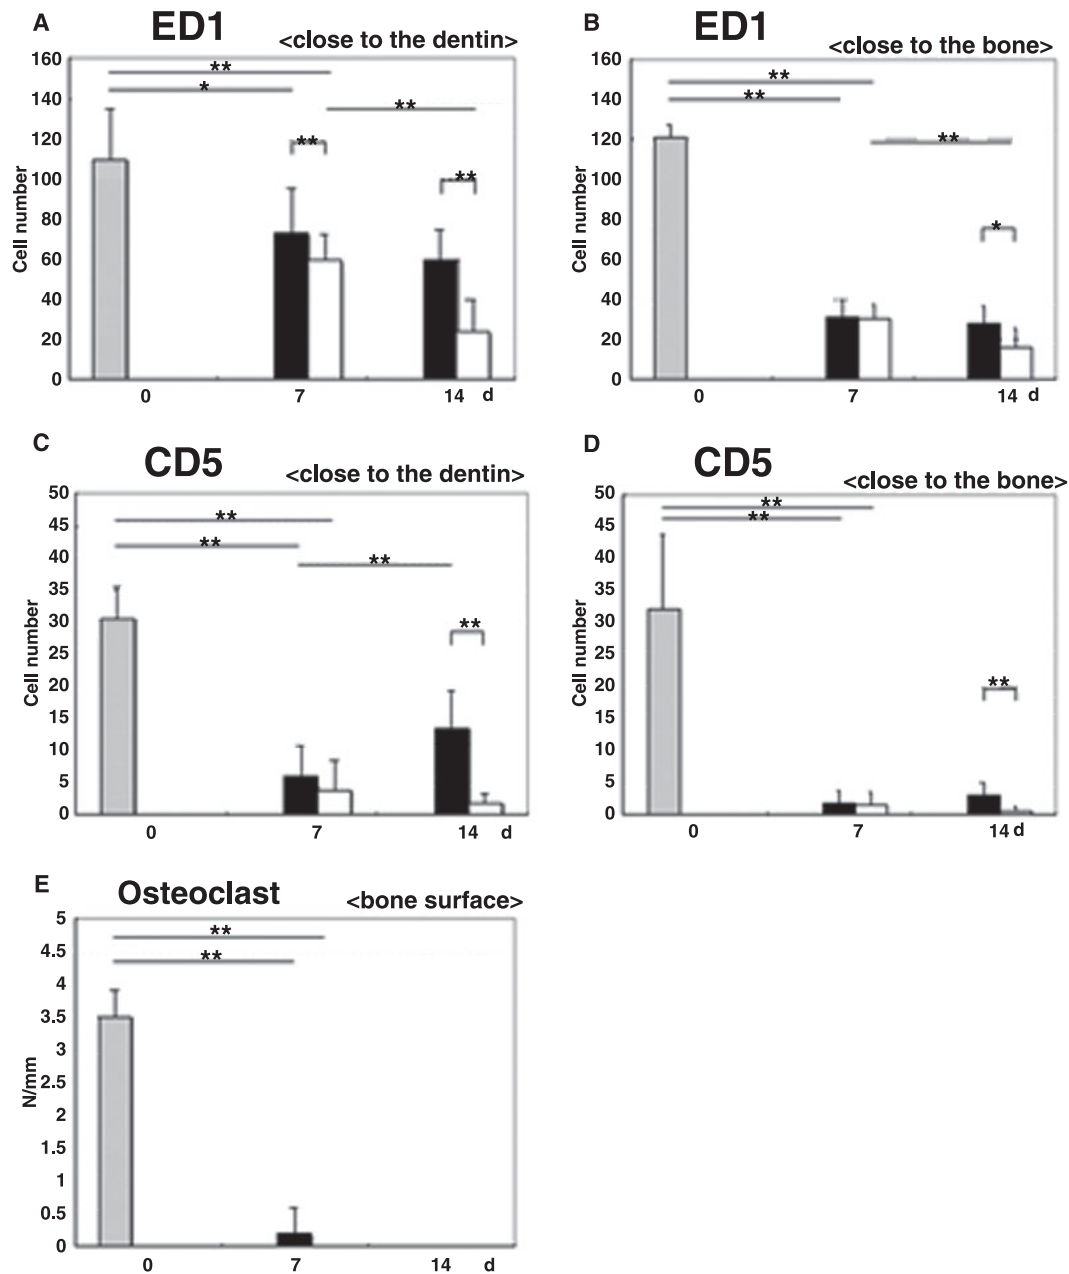 A
ED1
<close to the dentin>
160
140
120
100
80
60
40
20
0
Cell number
**
*
**
**
**
0 7 14 d
B
ED1
<close to the bone>
160
140
120
100
80
60
40
20
0
Cell number
**
**
**
*
0 7 14 d
C
CD5
<close to the dentin>
50
45
40
35
30
25
20
15
10
5
0
Cell number
**
**
**
**
0 7 14 d
D
CD5
<close to the bone>
50
45
40
35
30
25
20
15
10
5
0
Cell number
**
**
**
0 7 14 d
E
Osteoclast
<bone surface>
5
4.5
4
3.5
3
2.5
2
1.5
1
0.5
0
N/mm
**
**
0 7 14 d